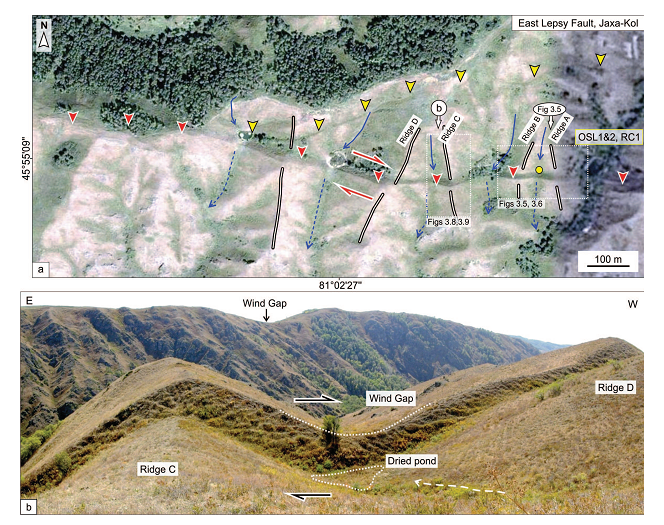 East Lepsy Fault, Jaxa-Kol
N
b
Fig 3.5
Ridge D
Ridge C
Ridge B
Ridge A
OSL1&2, RC1
45°55'09"
Figs 3.8,3.9
Figs 3.5, 3.6
100 m
a
81°02'27"
E
Wind Gap
W
Wind Gap
Ridge D
Dried pond
Ridge C
b